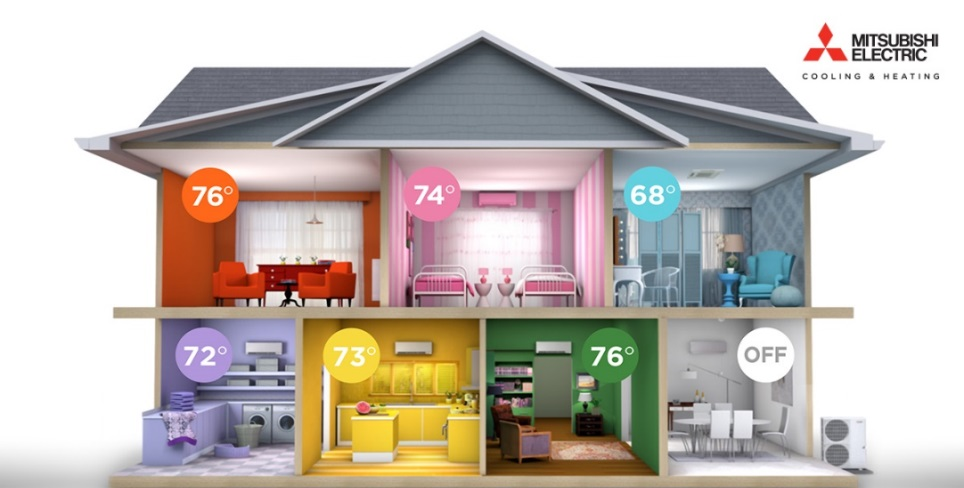 MITSUBISHI
ELECTRIC
COOLING & HEATING
76°
74°
68°
72°
73°
76°
OFF